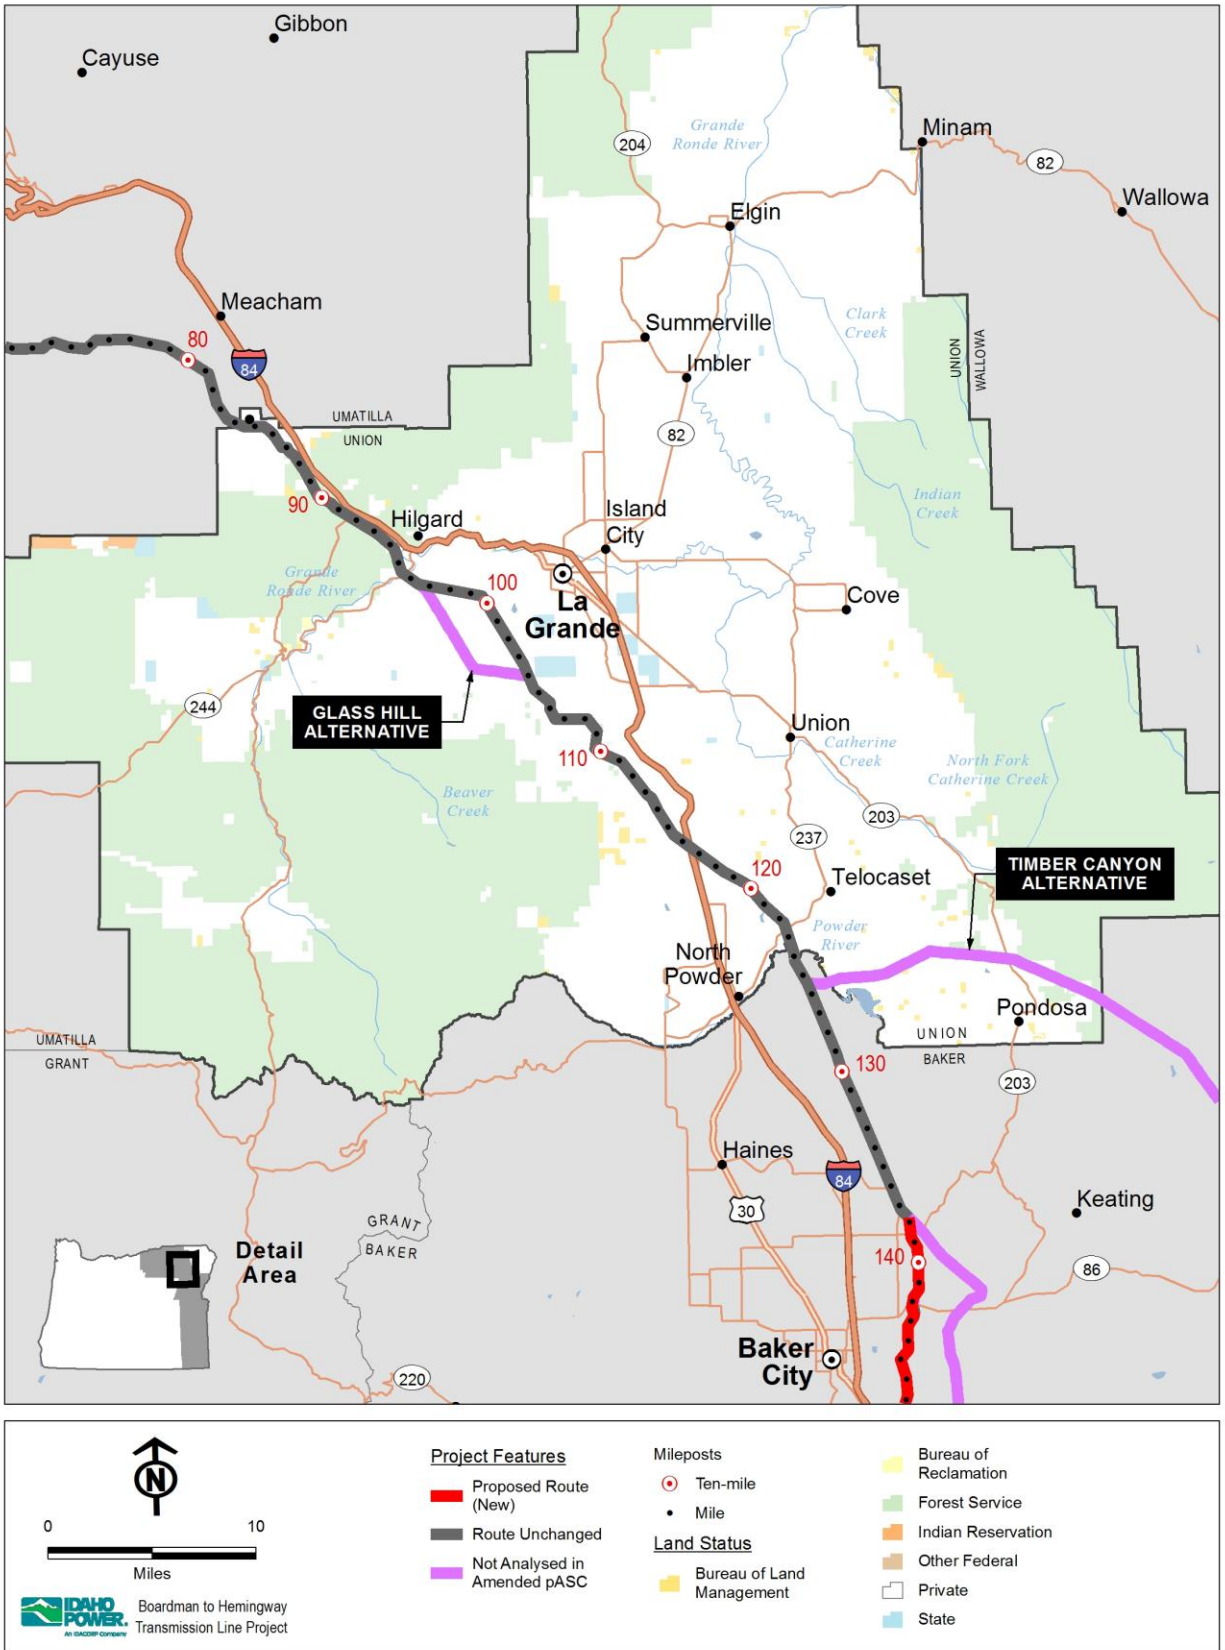 Gibbon
Cayuse
204
Grande
Ronde River
Minam
82
Wallowa
Elgin
Meacham
80
84
Summerville
Clark
Creek
Imbler
UNION
WALLOWA
UMATILLA
UNION
82
90
Hilgard
Island
City
Indian
Creek
Grande
Ronde River
100
La
Grande
Cove
244
GLASS HILL
ALTERNATIVE
110
Union
Catherine
Creek
North Fork
Catherine Creek
Beaver
Creek
203
237
120
Telocaset
TIMBER CANYON
ALTERNATIVE
Powder
River
North
Powder
Pondosa
UMATILLA
GRANT
UNION
BAKER
130
203
Haines
84
30
Keating
GRANT
BAKER
Detail
Area
140
86
Baker
City
220
N
0 10
Miles
IDAHO
POWER.
An IDACORP Company
Boardman to Hemingway
Transmission Line Project
Project Features
Proposed Route
(New)
Route Unchanged
Not Analysed in
Amended pASC
Mileposts
Ten-mile
Mile
Land Status
Bureau of Land
Management
Bureau of
Reclamation
Forest Service
Indian Reservation
Other Federal
Private
State